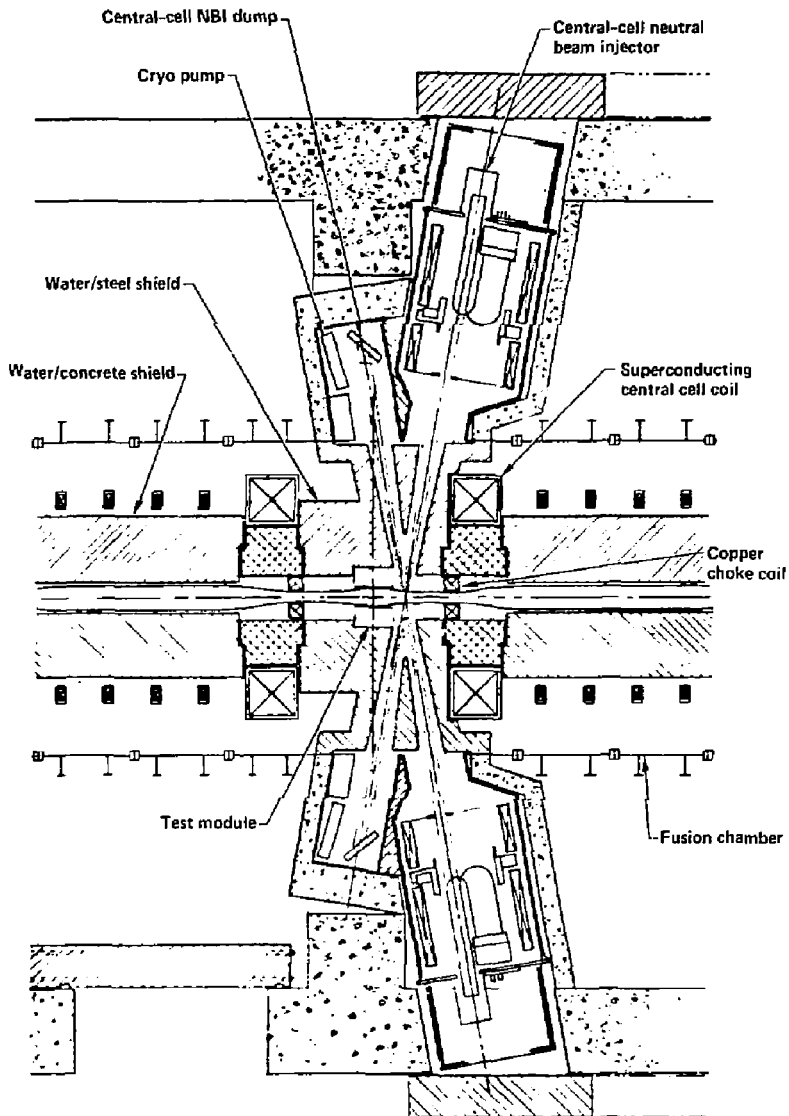 Central-cell NBI dump
Central-cell neutral
beam injector
Cryo pump
Water/steel shield
Water/concrete shield
Superconducting
central cell coil
Copper
choke coil
Test module
Fusion chamber